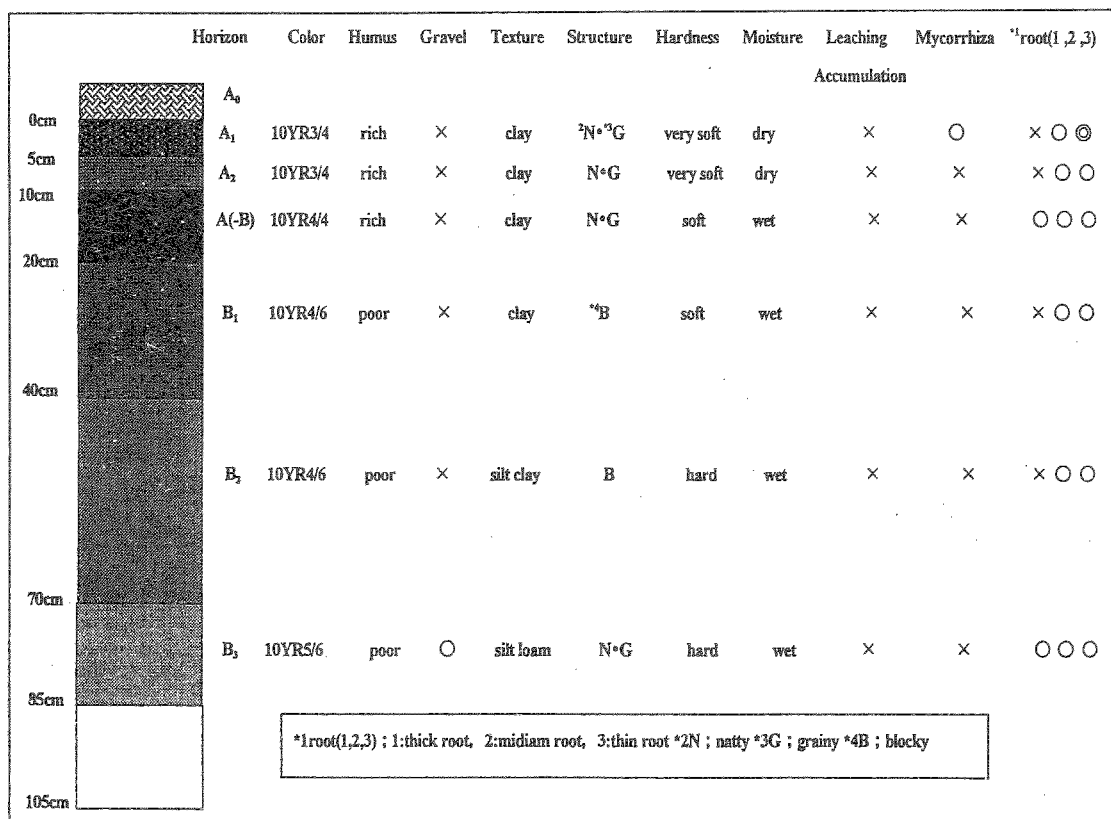 Horizon Color Humus Gravel Texture Structure Hardness Moisture Leaching Accumulation Mycorrhiza *1root(1,2,3)
A0
0cm
A1 10YR3/4 rich × clay 2N•*3G very soft dry × ○ × ○ ◎
5cm
A2 10YR3/4 rich × clay N•G very soft dry × × × ○ ○
10cm
A(-B) 10YR4/4 rich × clay N•G soft wet × × ○ ○ ○
20cm
B1 10YR4/6 poor × clay *4B soft wet × × × ○ ○
40cm
B2 10YR4/6 poor × silt clay B hard wet × × × ○ ○
70cm
B3 10YR5/6 poor ○ silt loam N•G hard wet × × ○ ○ ○
85cm
*1root(1,2,3) ; 1:thick root, 2:midiam root, 3:thin root *2N ; natty *3G ; grainy *4B ; blocky
105cm